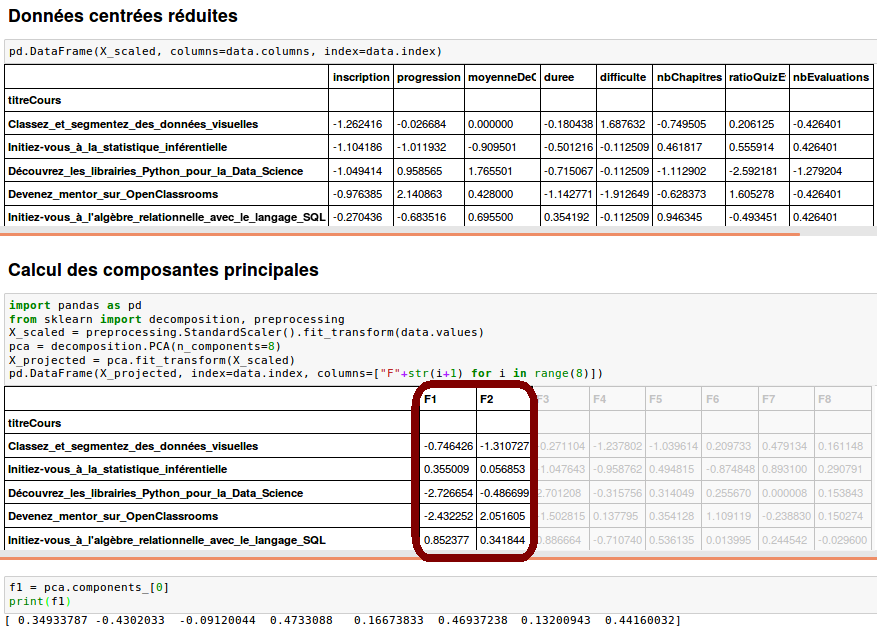 Données centrées réduites
pd.DataFrame(X_scaled, columns=data.columns, index=data.index)
inscription progression moyenneDeC duree difficulte nbChapitres ratioQuizE nbEvaluations
titreCours
Classez_et_segmentez_des_données_visuelles -1.262416 -0.026684 0.000000 -0.180438 1.687632 -0.749505 0.206125 -0.426401
Initiez-vous_à_la_statistique_inférentielle -1.104186 -1.011932 -0.909501 -0.501216 -0.112509 0.461817 0.555914 0.426401
Découvrez_les_librairies_Python_pour_la_Data_Science -1.049414 0.958565 1.765501 -0.715067 -0.112509 -1.112902 -2.592181 -1.279204
Devenez_mentor_sur_OpenClassrooms -0.976385 2.140863 0.428000 -1.142771 -1.912649 -0.628373 1.605278 -0.426401
Initiez-vous_à_l'algèbre_relationnelle_avec_le_langage_SQL -0.270436 -0.683516 0.695500 0.354192 -0.112509 0.946345 -0.493451 0.426401
Calcul des composantes principales
import pandas as pd
from sklearn import decomposition, preprocessing
X_scaled = preprocessing.StandardScaler().fit_transform(data.values)
pca = decomposition.PCA(n_components=8)
X_projected = pca.fit_transform(X_scaled)
pd.DataFrame(X_projected, index=data.index, columns=["F"+str(i+1) for i in range(8)])
F1 F2 F3 F4 F5 F6 F7 F8
titreCours
Classez_et_segmentez_des_données_visuelles -0.746426 -1.310727 0.271104 -1.237802 -1.039614 0.209733 0.479134 0.161148
Initiez-vous_à_la_statistique_inférentielle 0.355009 0.056853 1.047643 -0.958762 0.494815 -0.874848 0.893100 0.290791
Découvrez_les_librairies_Python_pour_la_Data_Science -2.726654 -0.486699 2.701208 -0.315756 0.314049 0.255670 0.000008 0.153843
Devenez_mentor_sur_OpenClassrooms -2.432252 2.051605 1.502815 0.137795 0.354128 1.109119 -0.238830 0.150274
Initiez-vous_à_l'algèbre_relationnelle_avec_le_langage_SQL 0.852377 0.341844 0.886664 -0.710740 0.536135 0.013995 0.244542 -0.029600
f1 = pca.components_[0]
print(f1)
[ 0.34933787 -0.4302033 -0.09120044 0.4733088 0.16673833 0.46937238 0.13200943 0.44160032]